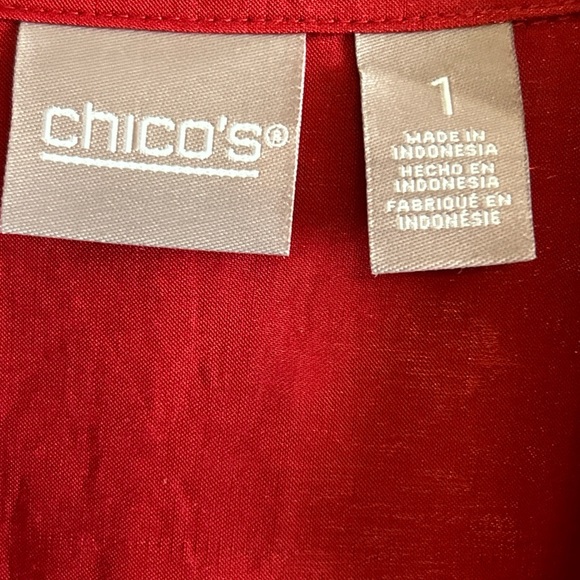 chico's®
1
MADE IN
INDONESIA
HECHO EN
INDONESIA
FABRIQUÉ EN
INDONÉSIE